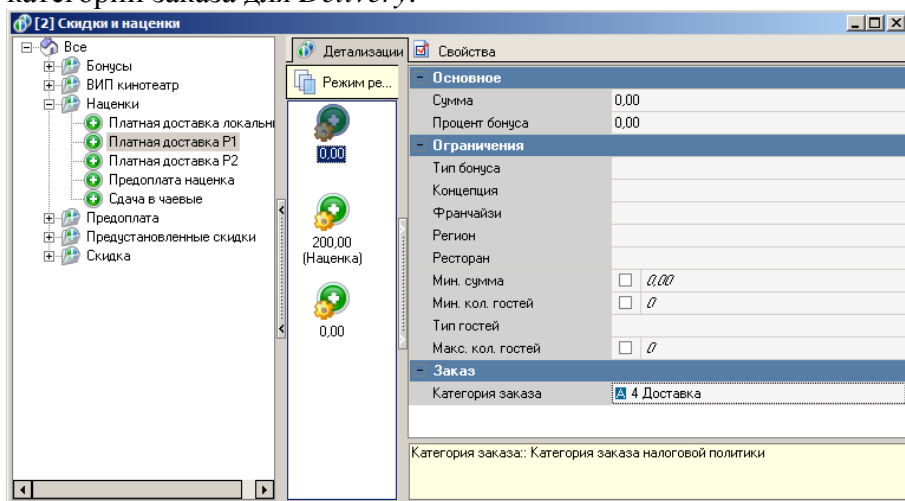 категории заказа для Delivery.
[2] Скидки и наценки
Все
Бонусы
ВИП кинотеатр
Наценки
Платная доставка локальн
Платная доставка P1
Платная доставка P2
Предоплата наценка
Сдача в чаевые
Предоплата
Предустановленные скидки
Скидка
Детализации
Режим ре...
0,00
200,00
(Наценка)
0,00
Свойства
Основное
Сумма 0,00
Процент бонуса 0,00
Ограничения
Тип бонуса
Концепция
Франчайзи
Регион
Ресторан
Мин. сумма 0,00
Мин. кол. гостей 0
Тип гостей
Макс. кол. гостей 0
Заказ
Категория заказа A 4 Доставка
Категория заказа:: Категория заказа налоговой политики